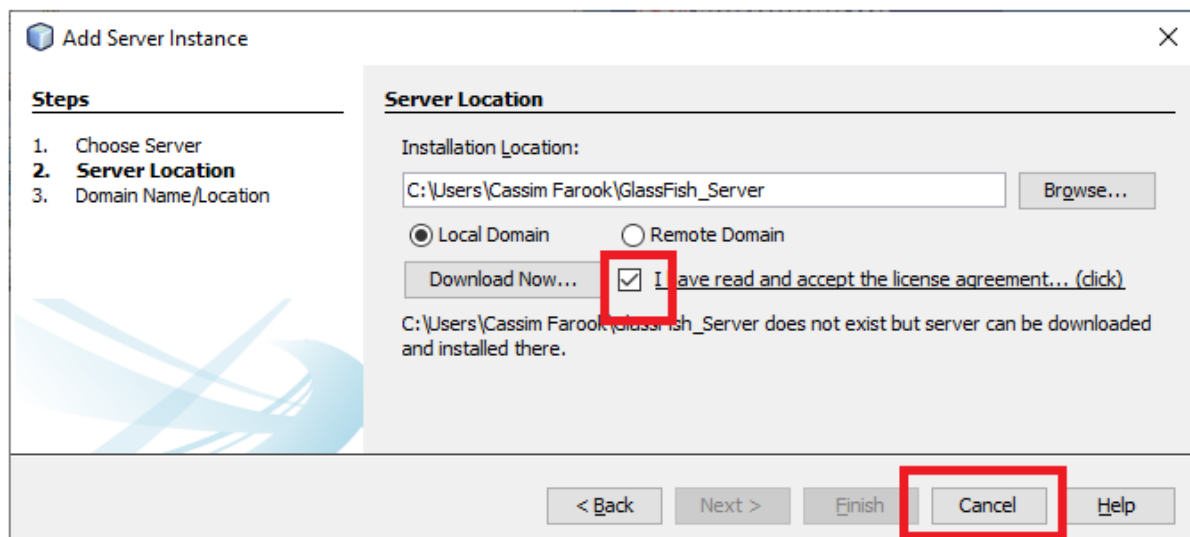 Add Server Instance
Steps
1. Choose Server
2. Server Location
3. Domain Name/Location
Server Location
Installation Location:
C:\Users\Cassim Farook\GlassFish_Server
Browse...
Local Domain
Remote Domain
Download Now...
I have read and accept the license agreement... (click)
C:\Users\Cassim Farook\GlassFish_Server does not exist but server can be downloaded
and installed there.
< Back
Next >
Finish
Cancel
Help